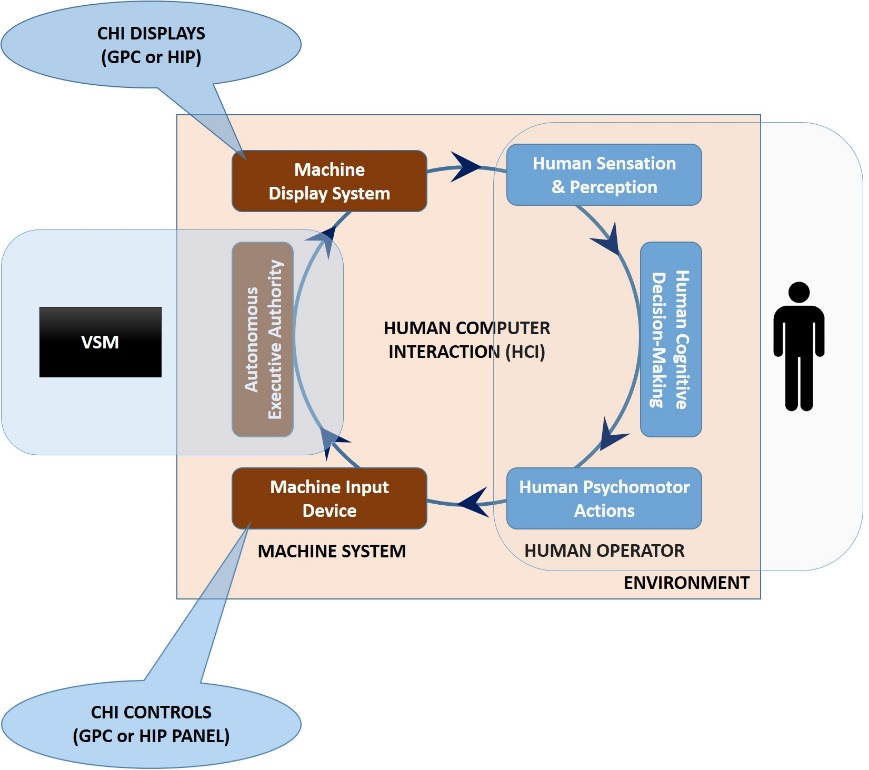 CHI DISPLAYS
(GPC or HIP)
Machine
Display System
Human Sensation
& Perception
VSM
Autonomous
Executive Authority
HUMAN COMPUTER
INTERACTION (HCI)
Human Cognitive
Decision-Making
Machine Input
Device
Human Psychomotor
Actions
MACHINE SYSTEM
HUMAN OPERATOR
ENVIRONMENT
CHI CONTROLS
(GPC or HIP PANEL)